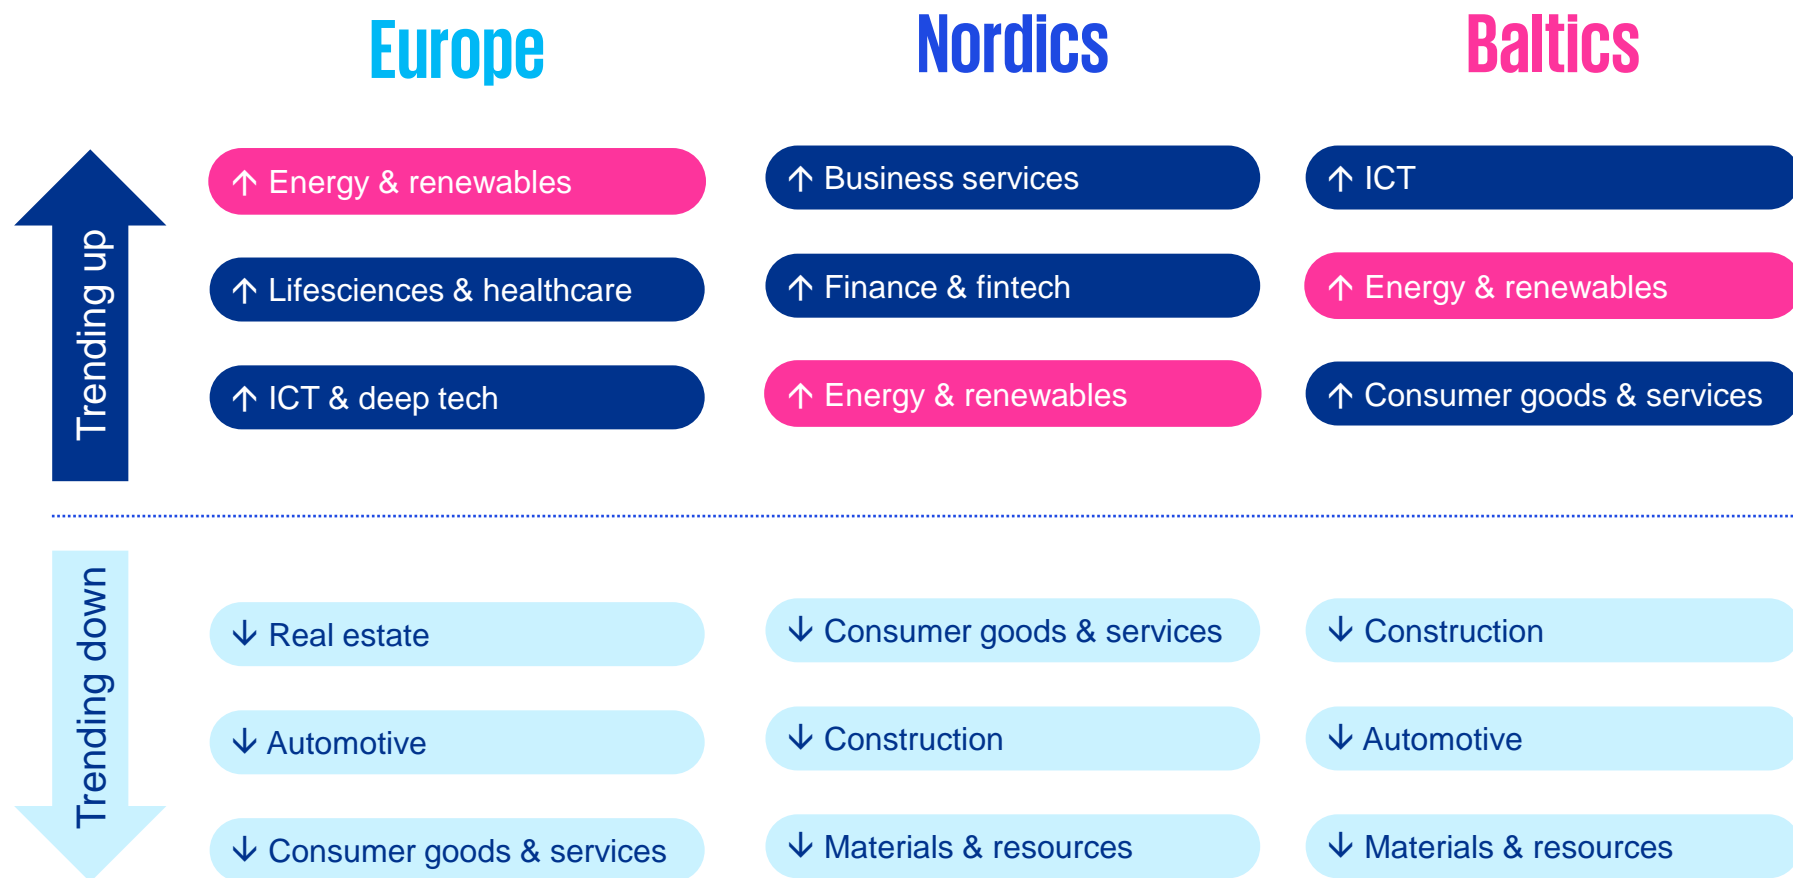 Europe
Nordics
Baltics
Trending up
↑ Energy & renewables
↑ Business services
↑ ICT
↑ Lifesciences & healthcare
↑ Finance & fintech
↑ Energy & renewables
↑ ICT & deep tech
↑ Energy & renewables
↑ Consumer goods & services
Trending down
↓ Real estate
↓ Consumer goods & services
↓ Construction
↓ Automotive
↓ Construction
↓ Automotive
↓ Consumer goods & services
↓ Materials & resources
↓ Materials & resources